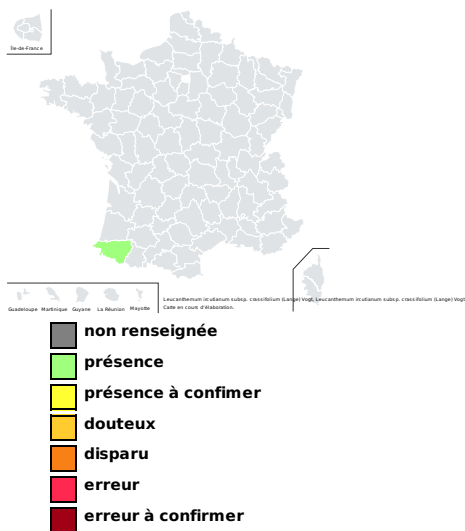 Île-de-France
Guadeloupe Martinique Guyane La Réunion Mayotte
Leucanthemum ircutianum subsp. crassifolium (Lange) Vogt, Leucanthemum ircutianum subsp. crassifolium (Lange) Vogt
Carte en cours d'élaboration.
non renseignée
présence
présence à confimer
douteux
disparu
erreur
erreur à confirmer